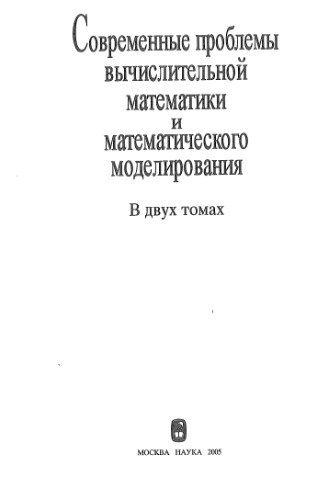 Современные проблемы
вычислительной
математики
и
математического
моделирования
В двух томах
МОСКВА НАУКА 2005